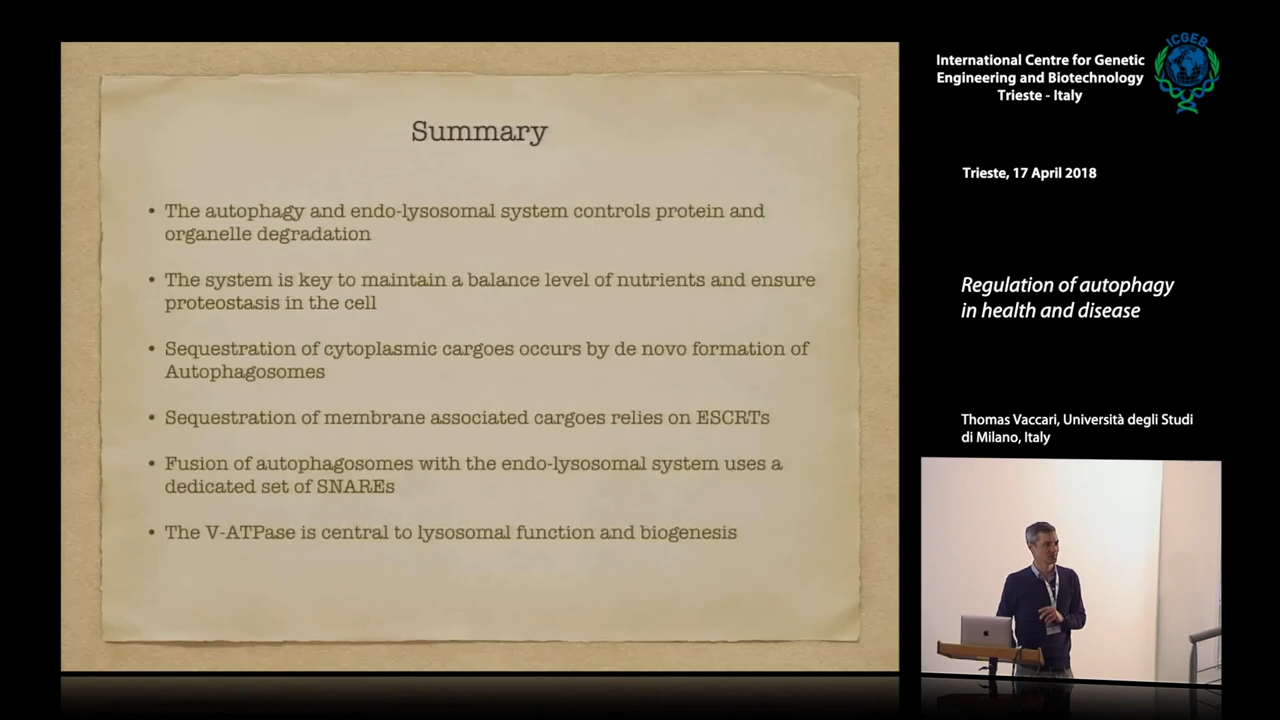 Summary
• The autophagy and endo-lysosomal system controls protein and
organelle degradation
• The system is key to maintain a balance level of nutrients and ensure
proteostasis in the cell
• Sequestration of cytoplasmic cargoes occurs by de novo formation of
Autophagosomes
• Sequestration of membrane associated cargoes relies on ESCRTs
• Fusion of autophagosomes with the endo-lysosomal system uses a
dedicated set of SNAREs
• The V-ATPase is central to lysosomal function and biogenesis
International Centre for Genetic
Engineering and Biotechnology
Trieste - Italy
ICGEB
Trieste, 17 April 2018
Regulation of autophagy
in health and disease
Thomas Vaccari, Università degli Studi
di Milano, Italy